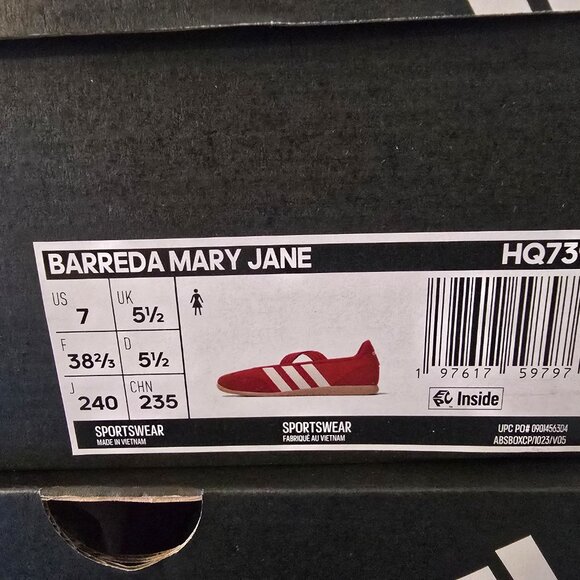 BARREDA MARY JANE HQ73
US UK
7 5½
F D
38⅔ 5½
J CHN
240 235
1 97617 59797
Inside
SPORTSWEAR SPORTSWEAR UPC PO# 0901456304
MADE IN VIETNAM FABRIQUÉ AU VIETNAM ABSBOXCP/1023/V05